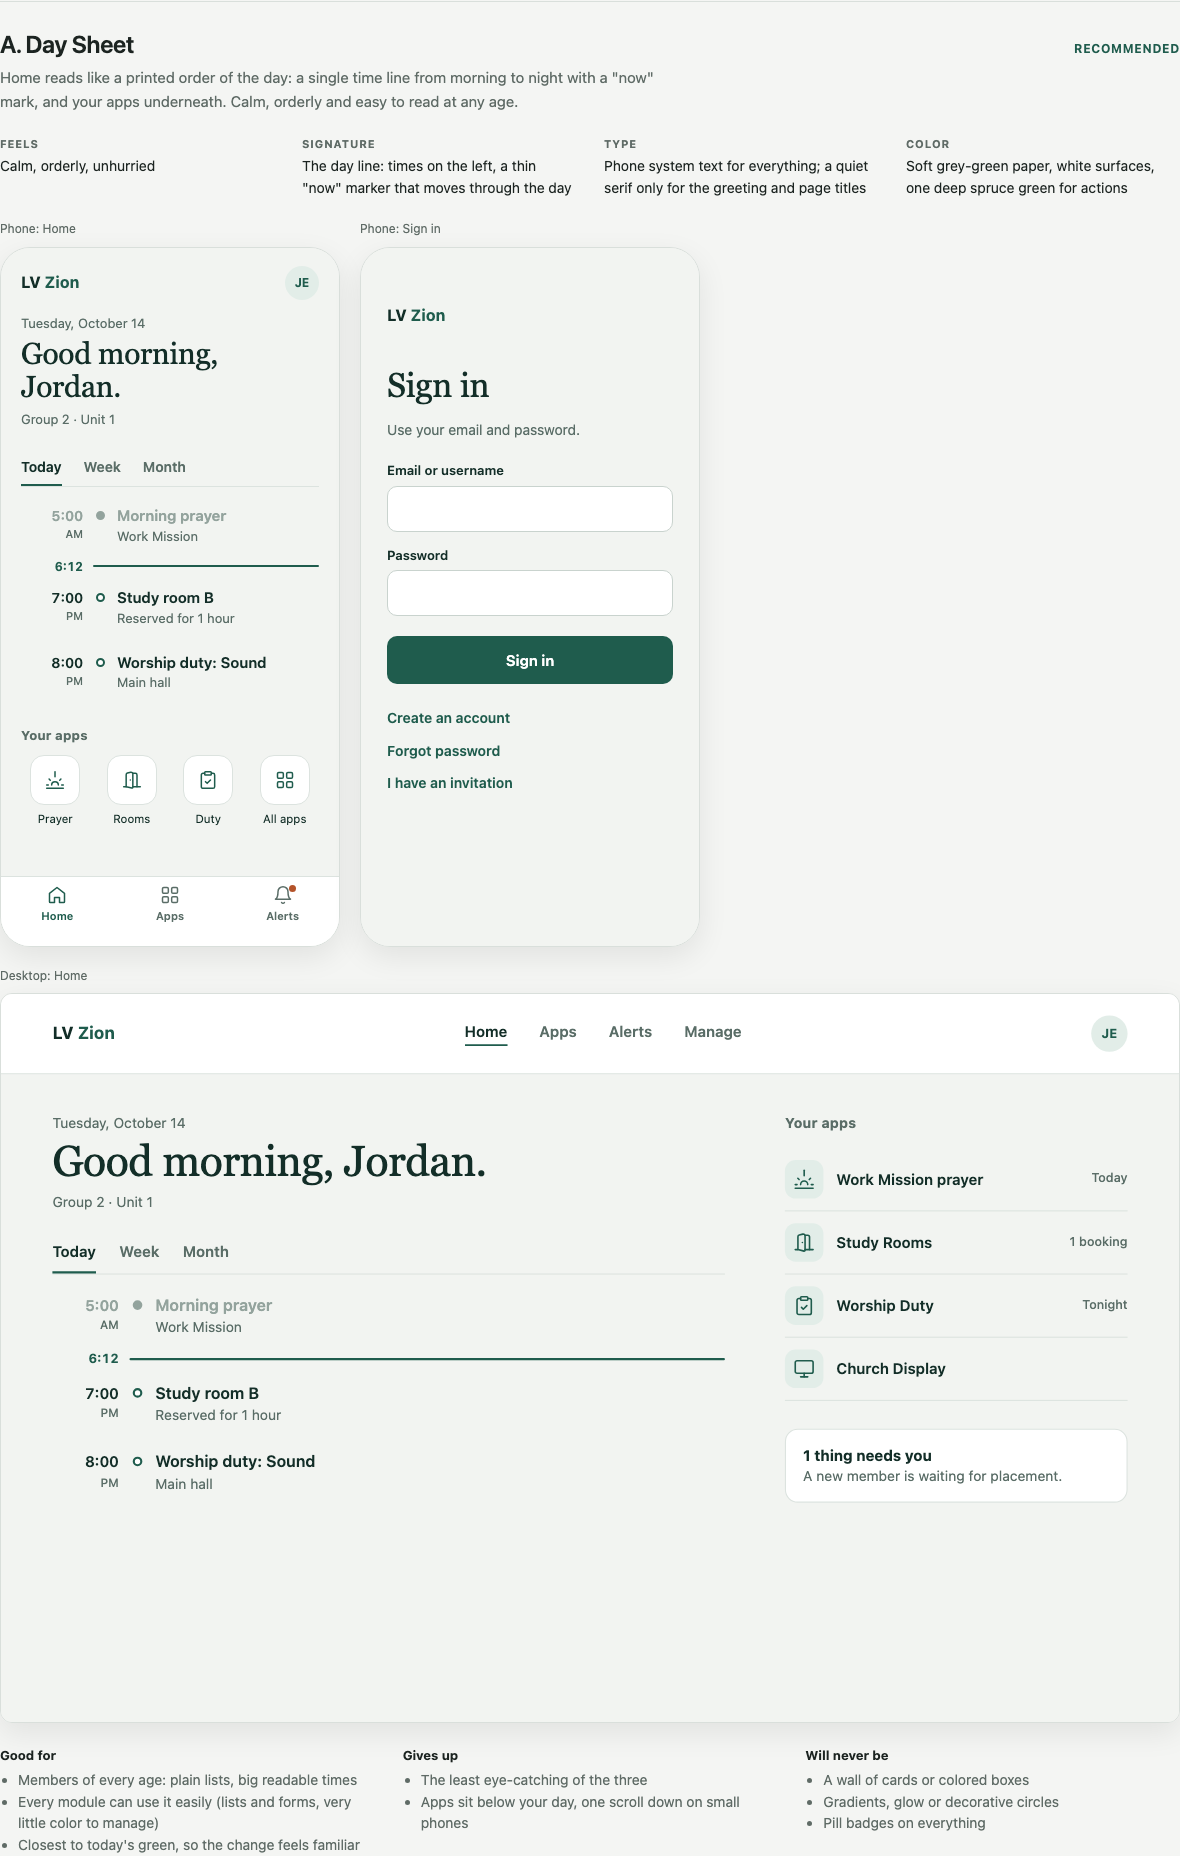 A. Day Sheet
RECOMMENDED
Home reads like a printed order of the day: a single time line from morning to night with a "now"
mark, and your apps underneath. Calm, orderly and easy to read at any age.
FEELS
Calm, orderly, unhurried
SIGNATURE
The day line: times on the left, a thin
"now" marker that moves through the day
TYPE
Phone system text for everything; a quiet
serif only for the greeting and page titles
COLOR
Soft grey-green paper, white surfaces,
one deep spruce green for actions
Phone: Home
LV Zion
JE
Tuesday, October 14
Good morning,
Jordan.
Group 2 · Unit 1
Today Week Month
5:00 Morning prayer
AM Work Mission
6:12
7:00 Study room B
PM Reserved for 1 hour
8:00 Worship duty: Sound
PM Main hall
Your apps
Prayer Rooms Duty All apps
Home Apps Alerts
Phone: Sign in
LV Zion
Sign in
Use your email and password.
Email or username
Password
Sign in
Create an account
Forgot password
I have an invitation
Desktop: Home
LV Zion
Home Apps Alerts Manage
JE
Tuesday, October 14
Good morning, Jordan.
Group 2 · Unit 1
Today Week Month
5:00 Morning prayer
AM Work Mission
6:12
7:00 Study room B
PM Reserved for 1 hour
8:00 Worship duty: Sound
PM Main hall
Your apps
Work Mission prayer Today
Study Rooms 1 booking
Worship Duty Tonight
Church Display
1 thing needs you
A new member is waiting for placement.
Good for
• Members of every age: plain lists, big readable times
• Every module can use it easily (lists and forms, very
little color to manage)
• Closest to today's green, so the change feels familiar
Gives up
• The least eye-catching of the three
• Apps sit below your day, one scroll down on small
phones
Will never be
• A wall of cards or colored boxes
• Gradients, glow or decorative circles
• Pill badges on everything